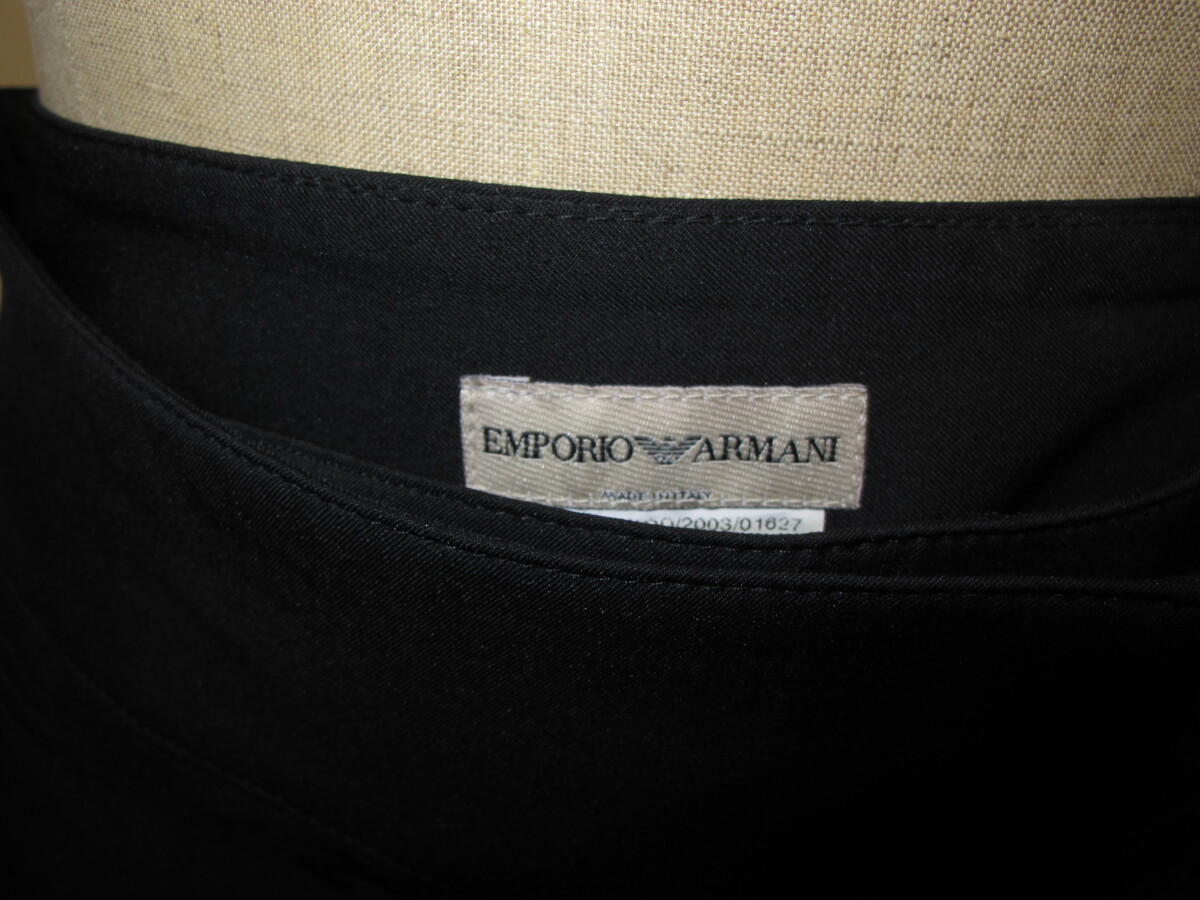 EMPORIO ARMANI
MADE IN ITALY
/2003/01627